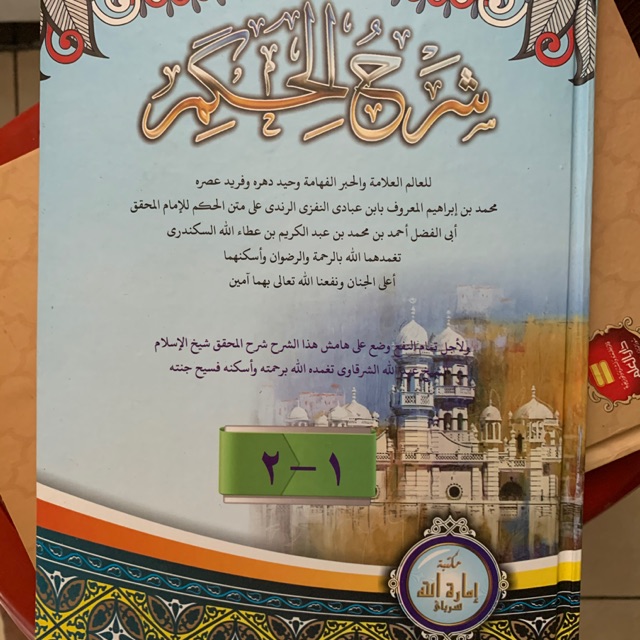 شرح الحكم
للعالم العلامة والحبر الفهامة وحيد دهره وفريد عصره
محمد بن إبراهيم المعروف بابن عبادى النفزى الرندى على متن الحكم للإمام المحقق
أبى الفضل أحمد بن محمد بن عبد الكريم بن عطاء الله السكندرى
تغمدهما الله بالرحمة والرضوان وأسكنهما
أعلى الجنان ونفعنا الله تعالى بهما آمين
ولأجل تمام النفع وضع على هامش هذا الشرح شرح المحقق شيخ الإسلام
الله الشرقاوى تغمده الله برحمته وأسكنه فسيح جنته
١ – ٢
مكتبة
إمارة الله